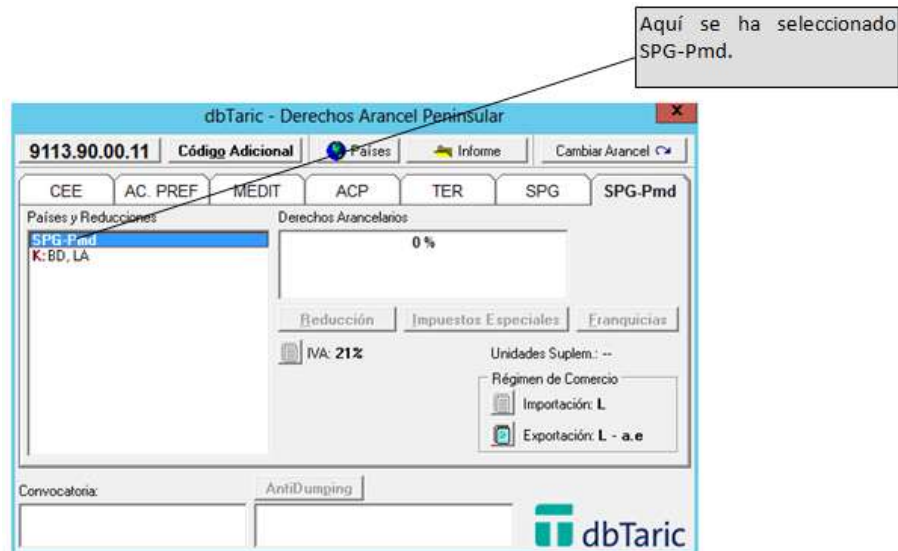 Aquí se ha seleccionado
SPG-Pmd.
dbTaric - Derechos Arancel Peninsular
x
9113.90.00.11 Código Adicional Países Informe Cambiar Arancel
CEE AC. PREF MEDIT ACP TER SPG SPG-Pmd
Países y Reducciones Derechos Arancelarios
SPG-Pmd
K: BD, LA
0 %
Reducción Impuestos Especiales Franquicias
IVA: 21% Unidades Suplem.: --
Régimen de Comercio
Importación: L
Exportación: L - a.e
Convocatoria: AntiDumping
dbTaric